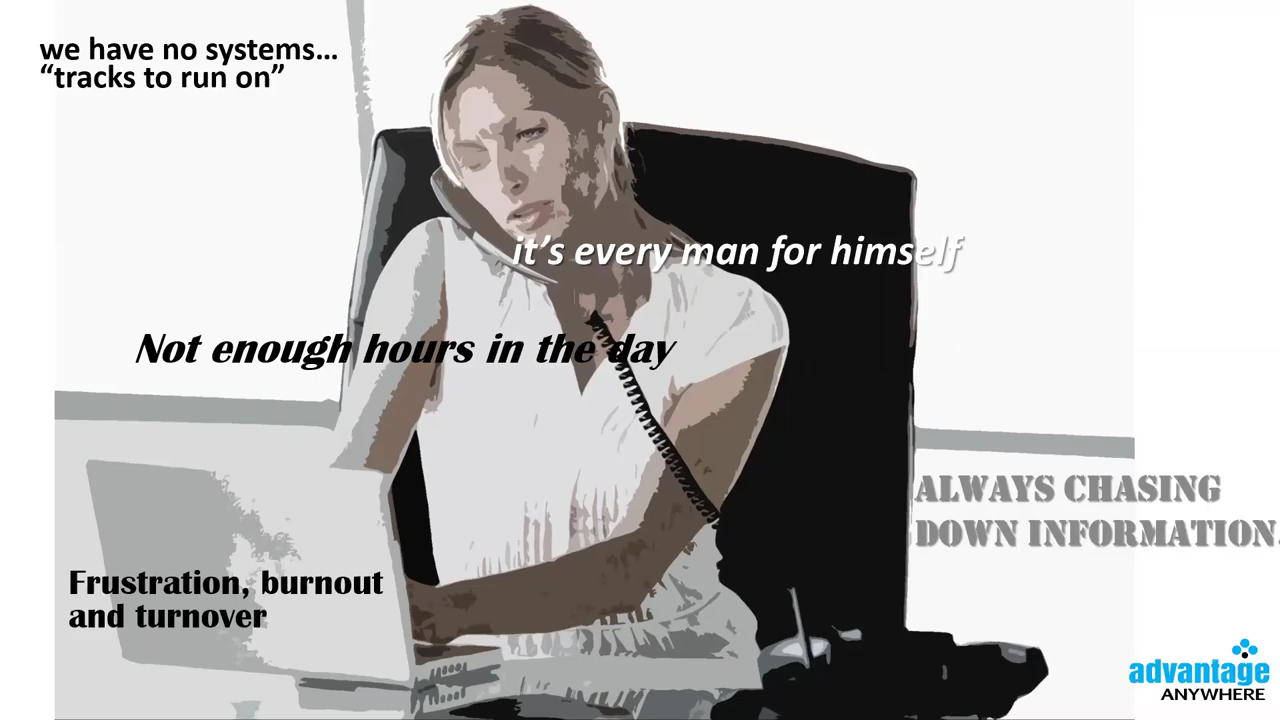 we have no systems…
“tracks to run on”
it’s every man for himself
Not enough hours in the day
ALWAYS CHASING
DOWN INFORMATION.
Frustration, burnout
and turnover
advantage
ANYWHERE